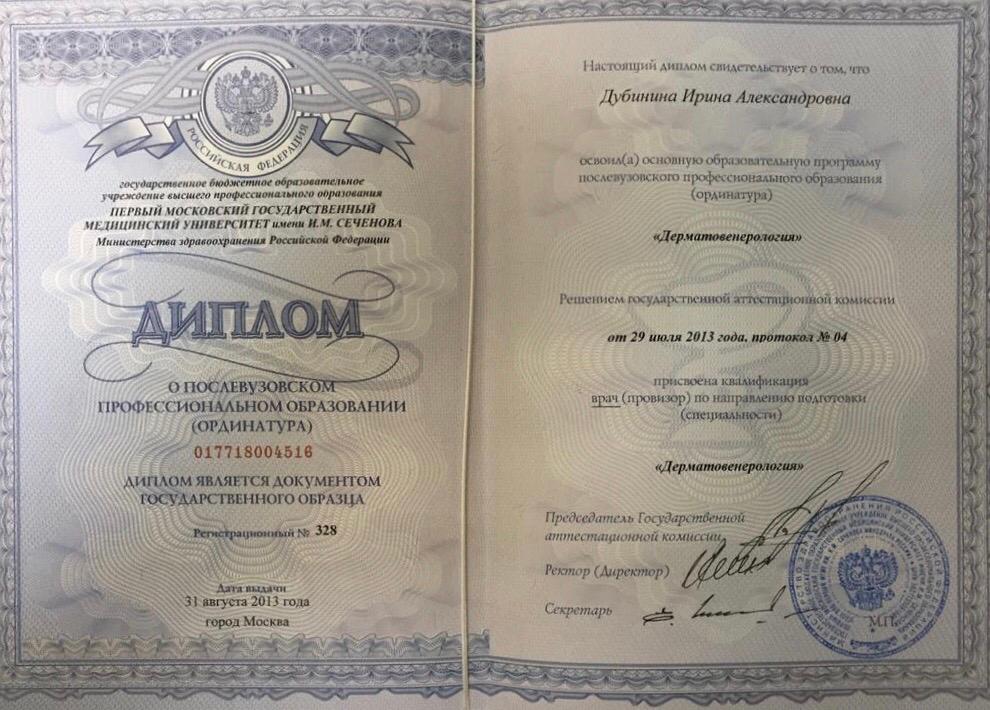 РОССИЙСКАЯ ФЕДЕРАЦИЯ
государственное бюджетное образовательное
учреждение высшего профессионального образования
ПЕРВЫЙ МОСКОВСКИЙ ГОСУДАРСТВЕННЫЙ
МЕДИЦИНСКИЙ УНИВЕРСИТЕТ имени И.М. СЕЧЕНОВА
Министерства здравоохранения Российской Федерации
ДИПЛОМ
О ПОСЛЕВУЗОВСКОМ
ПРОФЕССИОНАЛЬНОМ ОБРАЗОВАНИИ
(ОРДИНАТУРА)
017718004516
ДИПЛОМ ЯВЛЯЕТСЯ ДОКУМЕНТОМ
ГОСУДАРСТВЕННОГО ОБРАЗЦА
Регистрационный № 328
Дата выдачи
31 августа 2013 года
город Москва
Настоящий диплом свидетельствует о том, что
Дубинина Ирина Александровна
освоил(а) основную образовательную программу
послевузовского профессионального образования
(ординатура)
«Дерматовенерология»
Решением государственной аттестационной комиссии
от 29 июля 2013 года, протокол № 04
присвоена квалификация
врач (провизор) по направлению подготовки
(специальности)
«Дерматовенерология»
Председатель Государственной
аттестационной комиссии
Ректор (Директор)
Секретарь
М.П.